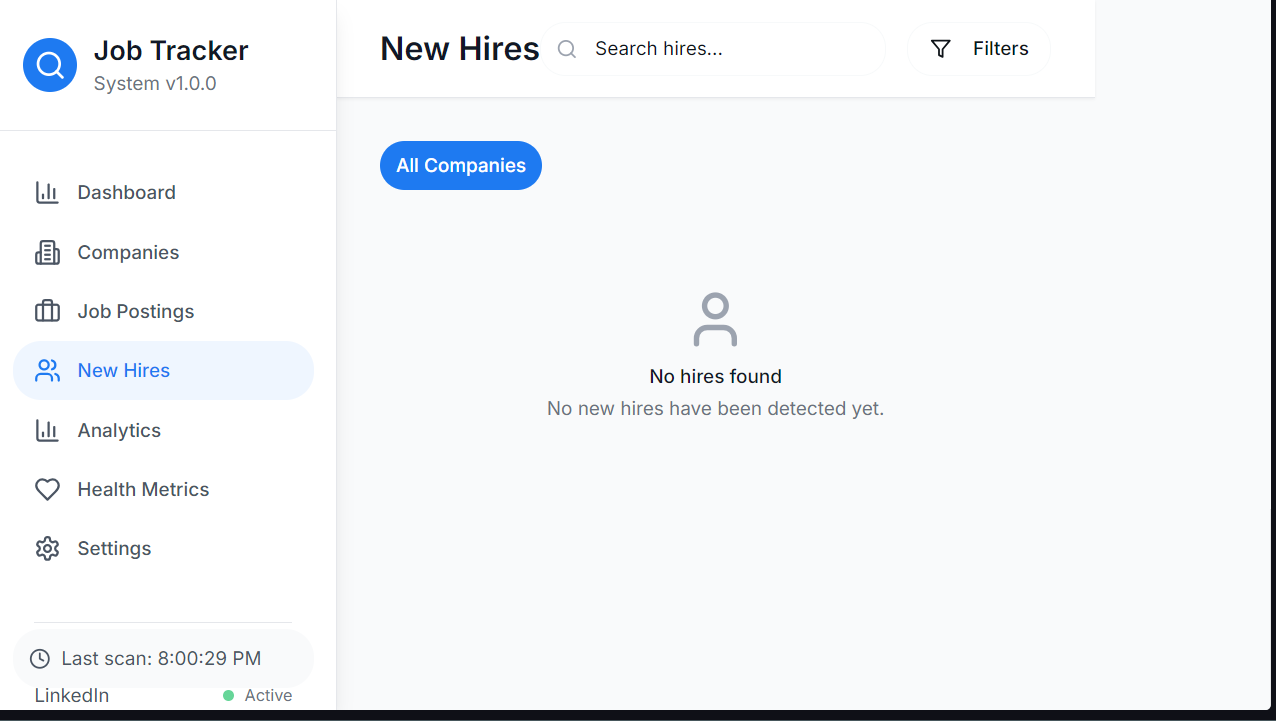 Job Tracker
System v1.0.0
Dashboard
Companies
Job Postings
New Hires
Analytics
Health Metrics
Settings
Last scan: 8:00:29 PM
LinkedIn Active
New Hires Search hires... Filters
All Companies
No hires found
No new hires have been detected yet.